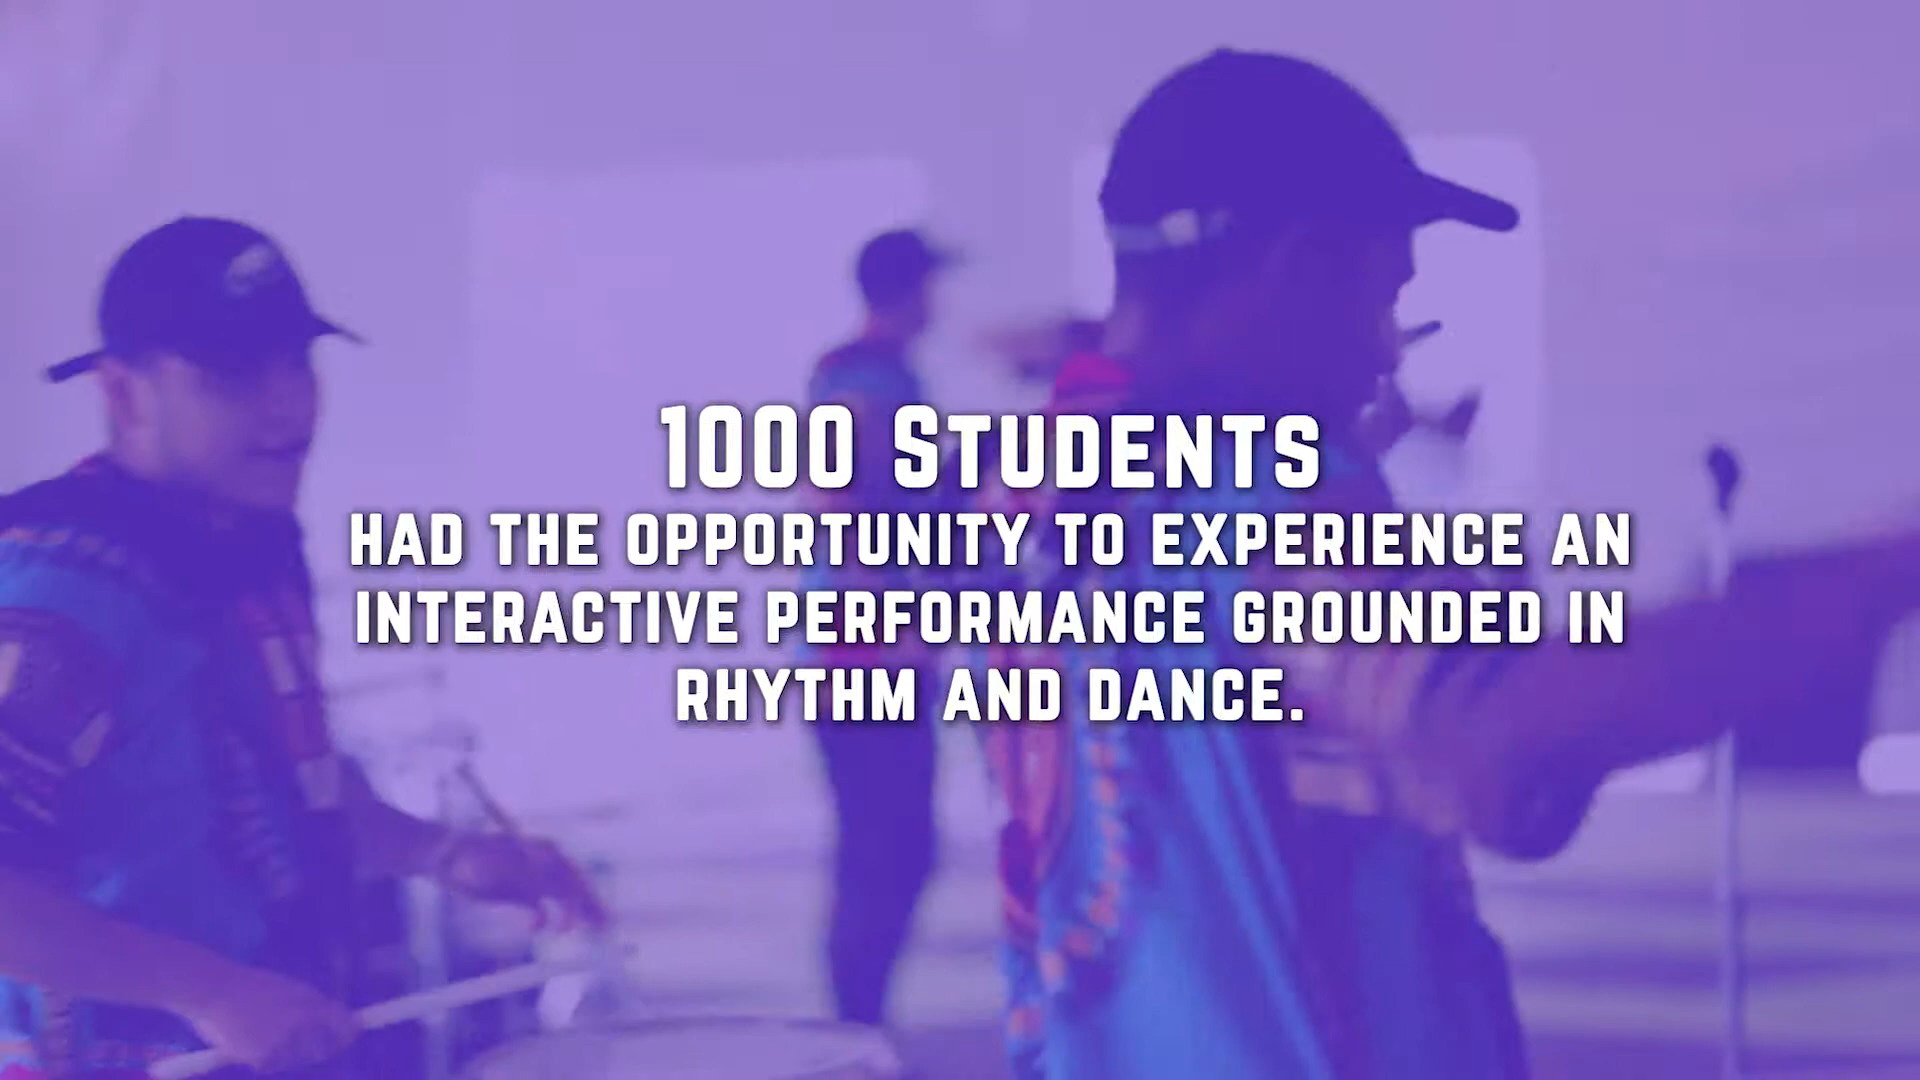 1000 STUDENTS
HAD THE OPPORTUNITY TO EXPERIENCE AN
INTERACTIVE PERFORMANCE GROUNDED IN
RHYTHM AND DANCE.